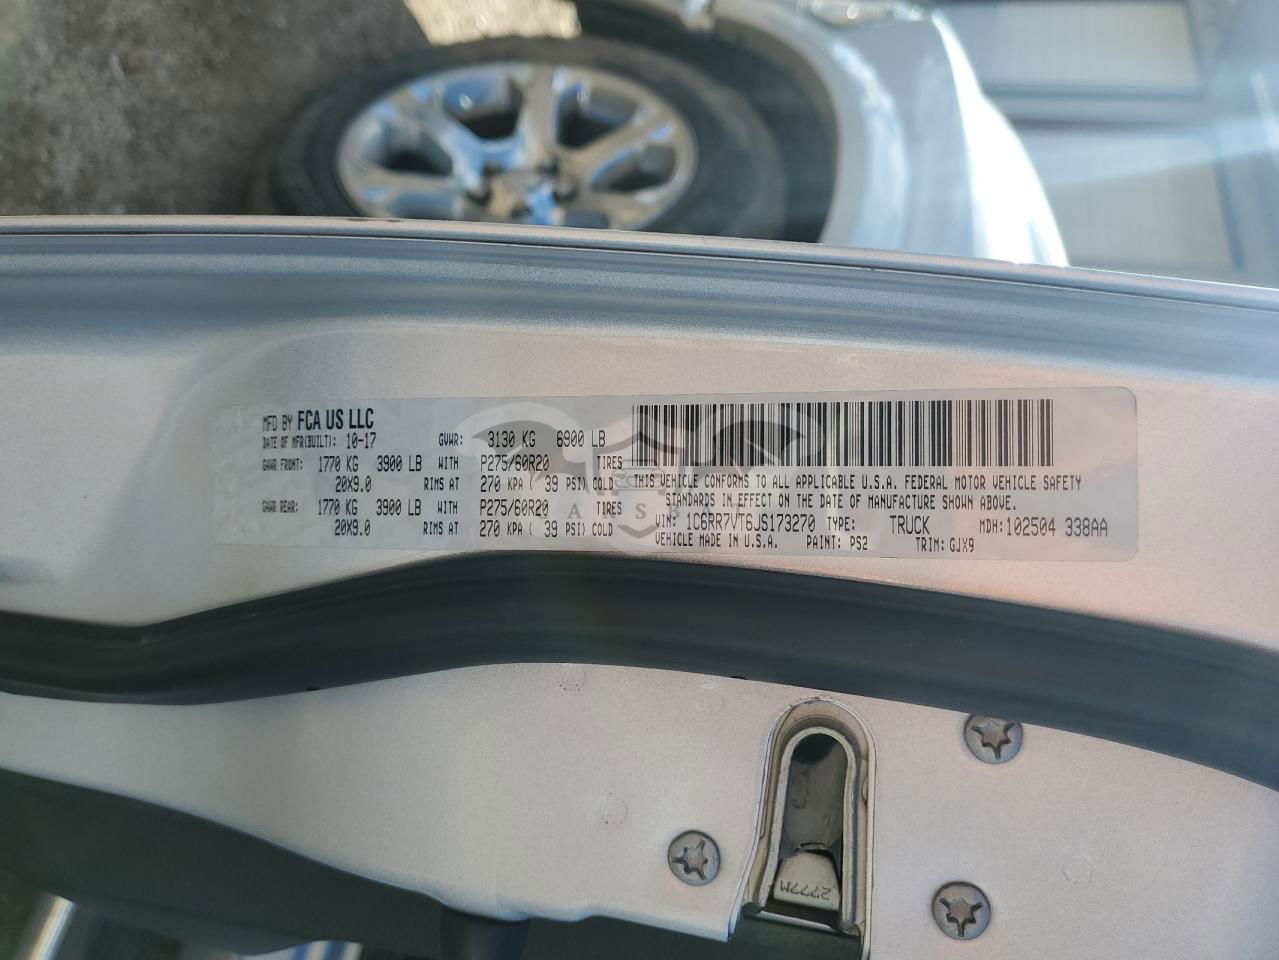 MFD BY FCA US LLC
DATE OF MFR(BUILT): 10-17 GVWR: 3130 KG 6900 LB
GAWR FRONT: 1770 KG 3900 LB WITH P275/60R20 TIRES
20X9.0 RIMS AT 270 KPA ( 39 PSI) COLD
GAWR REAR: 1770 KG 3900 LB WITH P275/60R20 TIRES
20X9.0 RIMS AT 270 KPA ( 39 PSI) COLD
THIS VEHICLE CONFORMS TO ALL APPLICABLE U.S.A. FEDERAL MOTOR VEHICLE SAFETY
STANDARDS IN EFFECT ON THE DATE OF MANUFACTURE SHOWN ABOVE.
VIN: 1C6RR7VT6JS173270 TYPE: TRUCK MDH: 102504 338AA
VEHICLE MADE IN U.S.A. PAINT: PS2 TRIM: GJX9
2777M